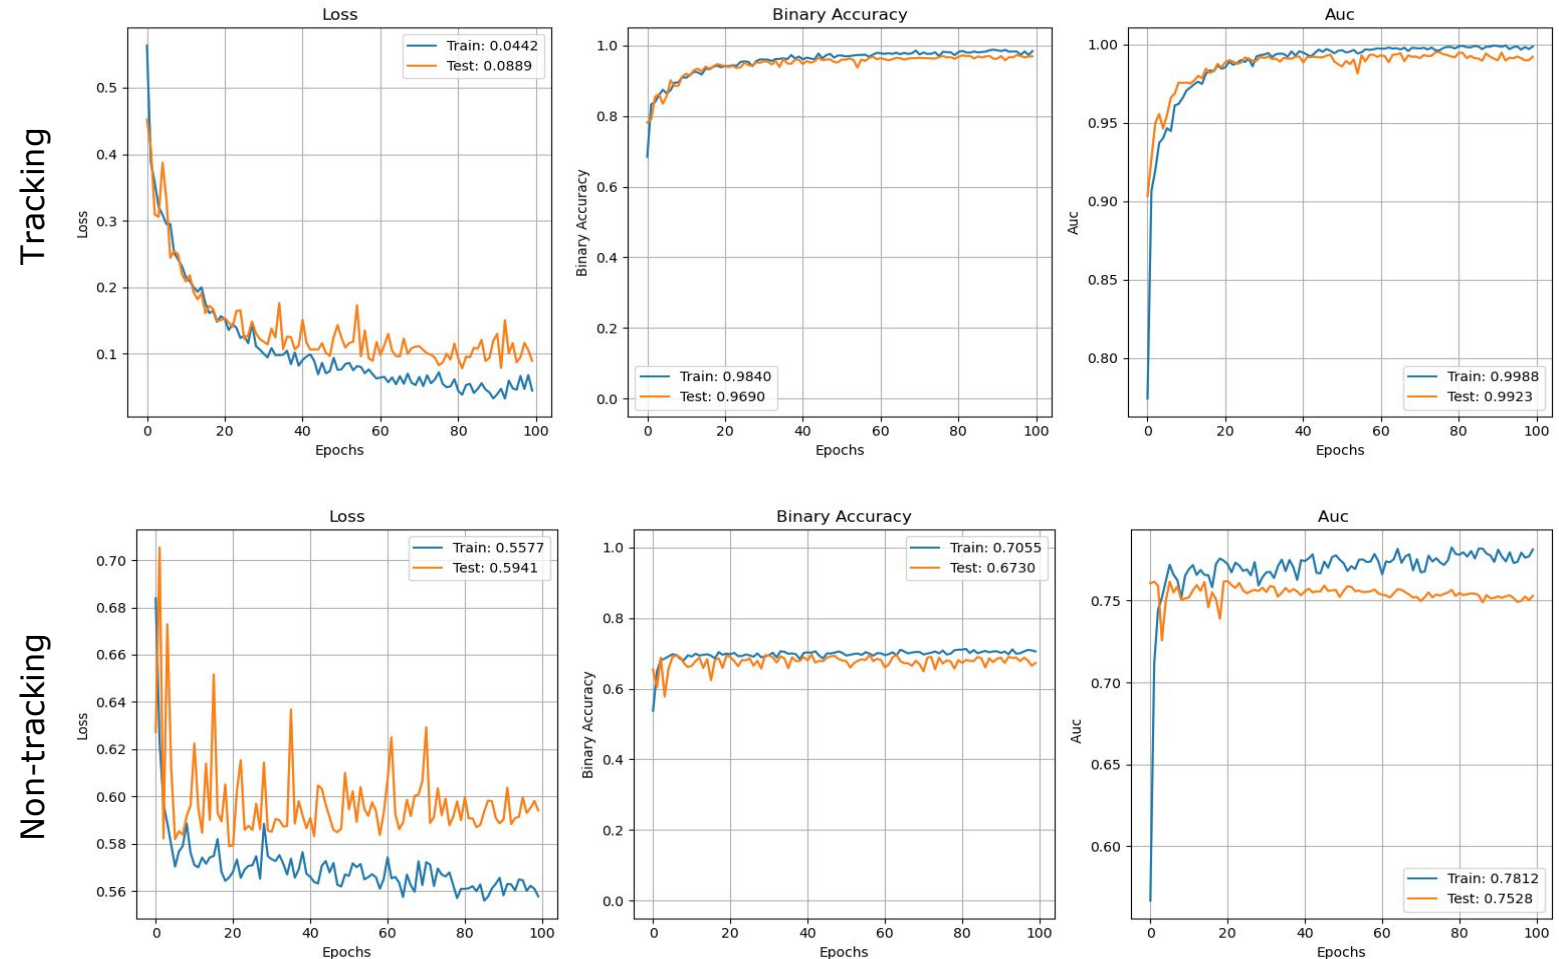 Tracking
Loss
Train: 0.0442
Test: 0.0889
0.5
0.4
0.3
0.2
0.1
Loss
0 20 40 60 80 100
Epochs
Binary Accuracy
1.0
0.8
0.6
0.4
0.2
0.0
Binary Accuracy
Train: 0.9840
Test: 0.9690
0 20 40 60 80 100
Epochs
Auc
1.00
0.95
0.90
0.85
0.80
Auc
Train: 0.9988
Test: 0.9923
0 20 40 60 80 100
Epochs
Non-tracking
Loss
Train: 0.5577
Test: 0.5941
0.70
0.68
0.66
0.64
0.62
0.60
0.58
0.56
Loss
0 20 40 60 80 100
Epochs
Binary Accuracy
Train: 0.7055
Test: 0.6730
1.0
0.8
0.6
0.4
0.2
0.0
Binary Accuracy
0 20 40 60 80 100
Epochs
Auc
0.75
0.70
0.65
0.60
Auc
Train: 0.7812
Test: 0.7528
0 20 40 60 80 100
Epochs